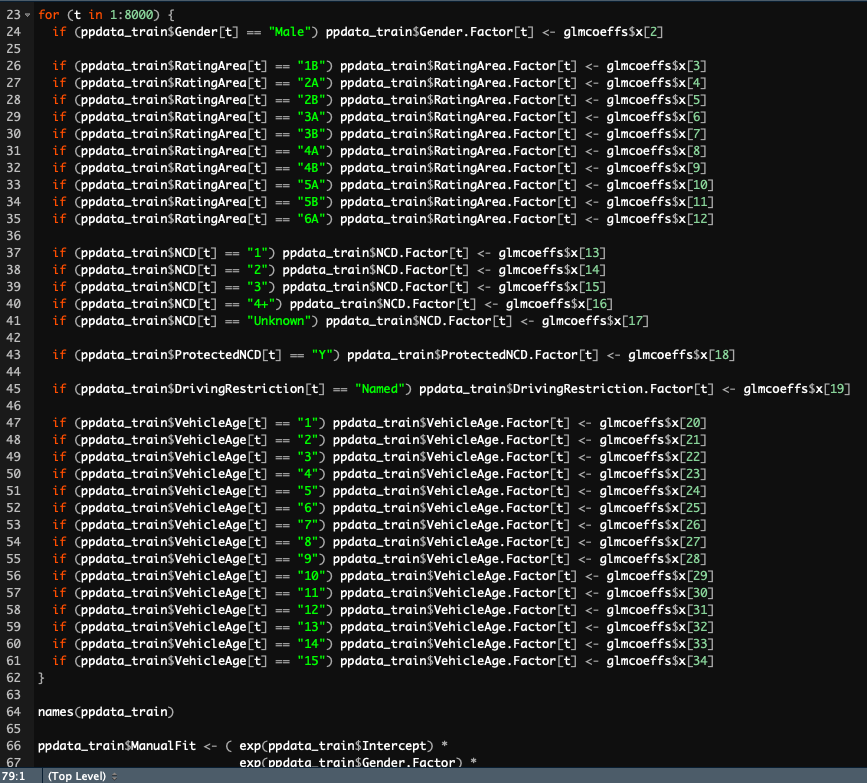 23 for (t in 1:8000) {
24 if (ppdata_train$Gender[t] == "Male") ppdata_train$Gender.Factor[t] <- glmcoeffs$x[2]
25
26 if (ppdata_train$RatingArea[t] == "1B") ppdata_train$RatingArea.Factor[t] <- glmcoeffs$x[3]
27 if (ppdata_train$RatingArea[t] == "2A") ppdata_train$RatingArea.Factor[t] <- glmcoeffs$x[4]
28 if (ppdata_train$RatingArea[t] == "2B") ppdata_train$RatingArea.Factor[t] <- glmcoeffs$x[5]
29 if (ppdata_train$RatingArea[t] == "3A") ppdata_train$RatingArea.Factor[t] <- glmcoeffs$x[6]
30 if (ppdata_train$RatingArea[t] == "3B") ppdata_train$RatingArea.Factor[t] <- glmcoeffs$x[7]
31 if (ppdata_train$RatingArea[t] == "4A") ppdata_train$RatingArea.Factor[t] <- glmcoeffs$x[8]
32 if (ppdata_train$RatingArea[t] == "4B") ppdata_train$RatingArea.Factor[t] <- glmcoeffs$x[9]
33 if (ppdata_train$RatingArea[t] == "5A") ppdata_train$RatingArea.Factor[t] <- glmcoeffs$x[10]
34 if (ppdata_train$RatingArea[t] == "5B") ppdata_train$RatingArea.Factor[t] <- glmcoeffs$x[11]
35 if (ppdata_train$RatingArea[t] == "6A") ppdata_train$RatingArea.Factor[t] <- glmcoeffs$x[12]
36
37 if (ppdata_train$NCD[t] == "1") ppdata_train$NCD.Factor[t] <- glmcoeffs$x[13]
38 if (ppdata_train$NCD[t] == "2") ppdata_train$NCD.Factor[t] <- glmcoeffs$x[14]
39 if (ppdata_train$NCD[t] == "3") ppdata_train$NCD.Factor[t] <- glmcoeffs$x[15]
40 if (ppdata_train$NCD[t] == "4+") ppdata_train$NCD.Factor[t] <- glmcoeffs$x[16]
41 if (ppdata_train$NCD[t] == "Unknown") ppdata_train$NCD.Factor[t] <- glmcoeffs$x[17]
42
43 if (ppdata_train$ProtectedNCD[t] == "Y") ppdata_train$ProtectedNCD.Factor[t] <- glmcoeffs$x[18]
44
45 if (ppdata_train$DrivingRestriction[t] == "Named") ppdata_train$DrivingRestriction.Factor[t] <- glmcoeffs$x[19]
46
47 if (ppdata_train$VehicleAge[t] == "1") ppdata_train$VehicleAge.Factor[t] <- glmcoeffs$x[20]
48 if (ppdata_train$VehicleAge[t] == "2") ppdata_train$VehicleAge.Factor[t] <- glmcoeffs$x[21]
49 if (ppdata_train$VehicleAge[t] == "3") ppdata_train$VehicleAge.Factor[t] <- glmcoeffs$x[22]
50 if (ppdata_train$VehicleAge[t] == "4") ppdata_train$VehicleAge.Factor[t] <- glmcoeffs$x[23]
51 if (ppdata_train$VehicleAge[t] == "5") ppdata_train$VehicleAge.Factor[t] <- glmcoeffs$x[24]
52 if (ppdata_train$VehicleAge[t] == "6") ppdata_train$VehicleAge.Factor[t] <- glmcoeffs$x[25]
53 if (ppdata_train$VehicleAge[t] == "7") ppdata_train$VehicleAge.Factor[t] <- glmcoeffs$x[26]
54 if (ppdata_train$VehicleAge[t] == "8") ppdata_train$VehicleAge.Factor[t] <- glmcoeffs$x[27]
55 if (ppdata_train$VehicleAge[t] == "9") ppdata_train$VehicleAge.Factor[t] <- glmcoeffs$x[28]
56 if (ppdata_train$VehicleAge[t] == "10") ppdata_train$VehicleAge.Factor[t] <- glmcoeffs$x[29]
57 if (ppdata_train$VehicleAge[t] == "11") ppdata_train$VehicleAge.Factor[t] <- glmcoeffs$x[30]
58 if (ppdata_train$VehicleAge[t] == "12") ppdata_train$VehicleAge.Factor[t] <- glmcoeffs$x[31]
59 if (ppdata_train$VehicleAge[t] == "13") ppdata_train$VehicleAge.Factor[t] <- glmcoeffs$x[32]
60 if (ppdata_train$VehicleAge[t] == "14") ppdata_train$VehicleAge.Factor[t] <- glmcoeffs$x[33]
61 if (ppdata_train$VehicleAge[t] == "15") ppdata_train$VehicleAge.Factor[t] <- glmcoeffs$x[34]
62 }
63
64 names(ppdata_train)
65
66 ppdata_train$ManualFit <- ( exp(ppdata_train$Intercept) *
67 exp(ppdata_train$Gender.Factor) *
79:1 (Top Level)